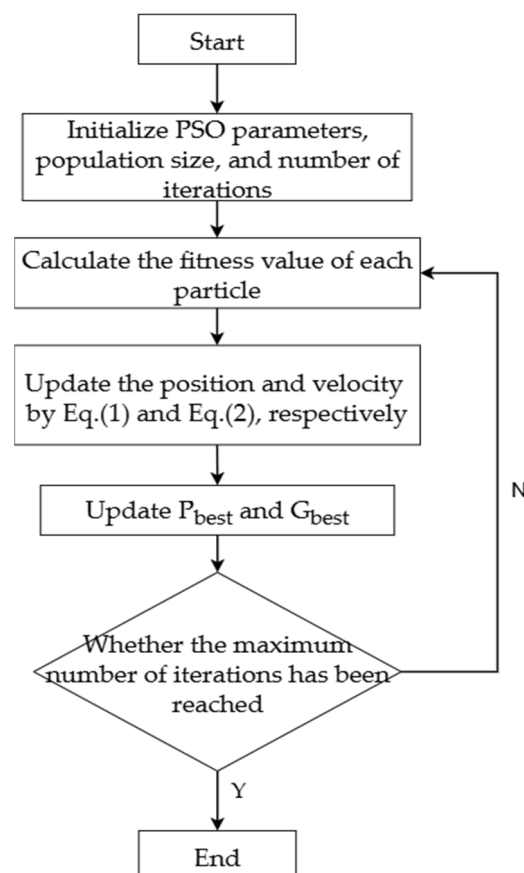 Start
Initialize PSO parameters,
population size, and number of
iterations
Calculate the fitness value of each
particle
Update the position and velocity
by Eq.(1) and Eq.(2), respectively
Update Pbest and Gbest
N
Whether the maximum
number of iterations has been
reached
Y
End